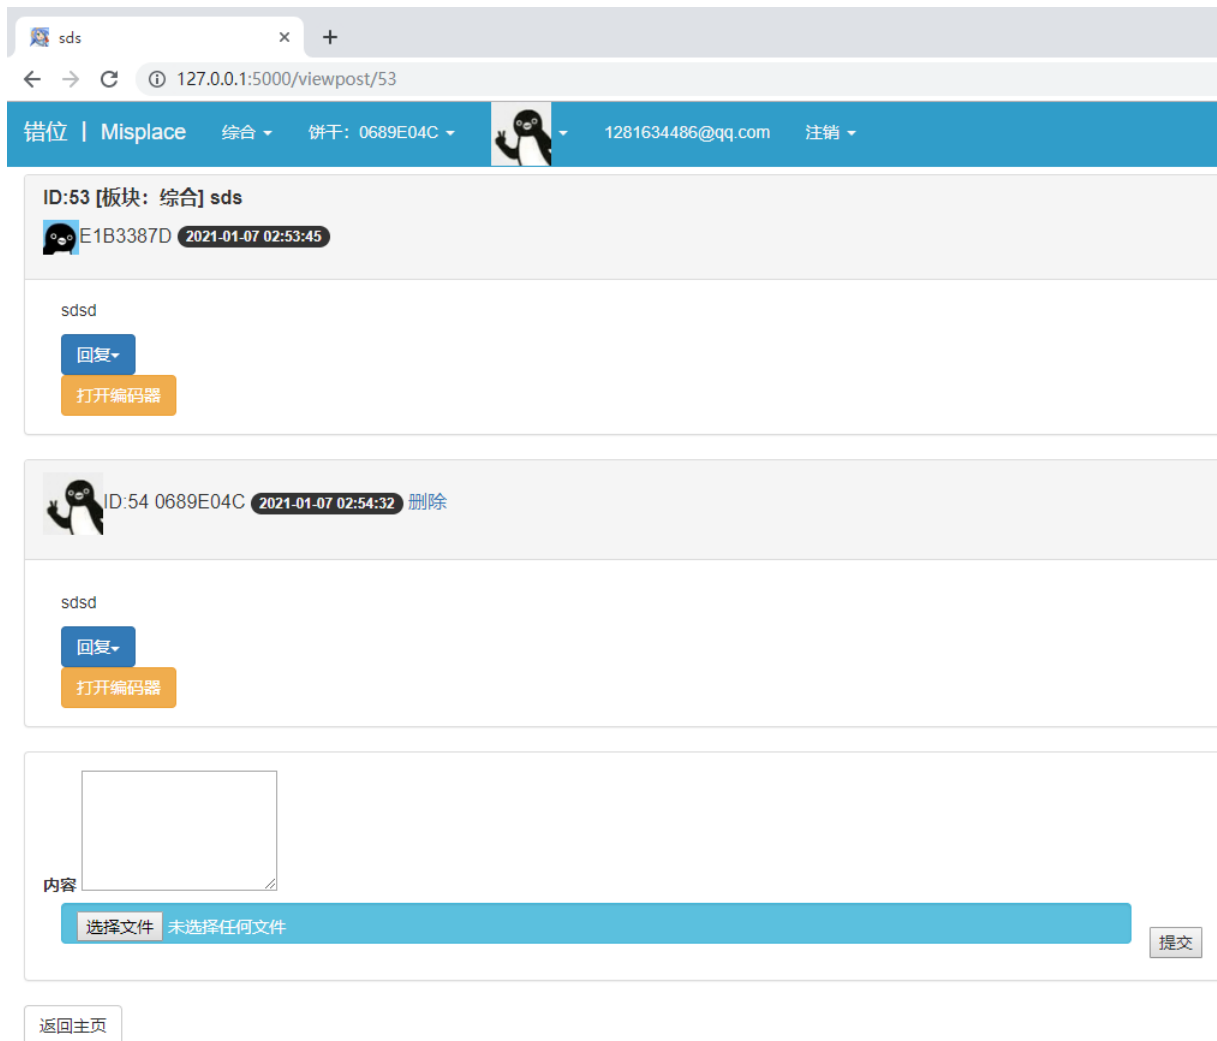 sds
127.0.0.1:5000/viewpost/53
错位 | Misplace 综合 饼干：0689E04C 1281634486@qq.com 注销
ID:53 [板块：综合] sds
E1B3387D 2021-01-07 02:53:45
sdsd
回复
打开编码器
ID:54 0689E04C 2021-01-07 02:54:32 删除
sdsd
回复
打开编码器
内容
选择文件 未选择任何文件
提交
返回主页